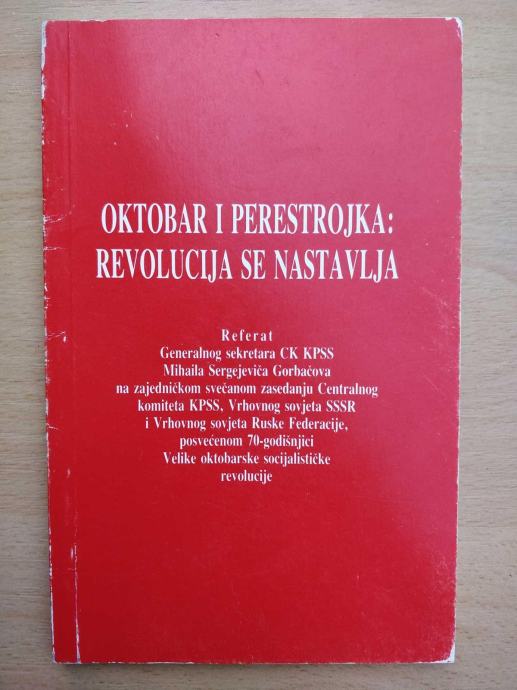 OKTOBAR I PERESTROJKA:
REVOLUCIJA SE NASTAVLJA
Referat
Generalnog sekretara CK KPSS
Mihaila Sergejeviča Gorbačova
na zajedničkom svečanom zasedanju Centralnog
komiteta KPSS, Vrhovnog sovjeta SSSR
i Vrhovnog sovjeta Ruske Federacije,
posvećenom 70-godišnjici
Velike oktobarske socijalističke
revolucije